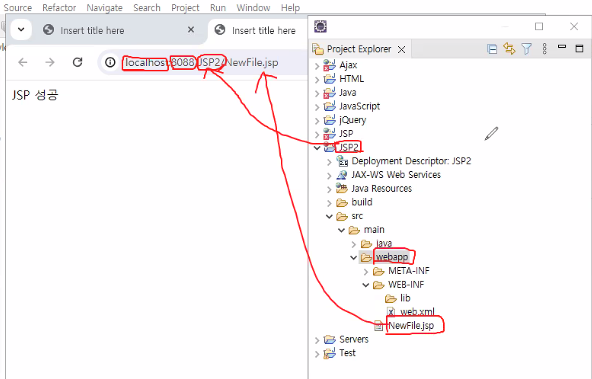 Source Refactor Navigate Search Project Run Window Help
Insert title here
Insert title here
localhost:8088/JSP2/NewFile.jsp
JSP 성공
Project Explorer
Ajax
HTML
Java
JavaScript
jQuery
JSP
JSP2
Deployment Descriptor: JSP2
JAX-WS Web Services
Java Resources
build
src
main
java
webapp
META-INF
WEB-INF
lib
web.xml
NewFile.jsp
Servers
Test